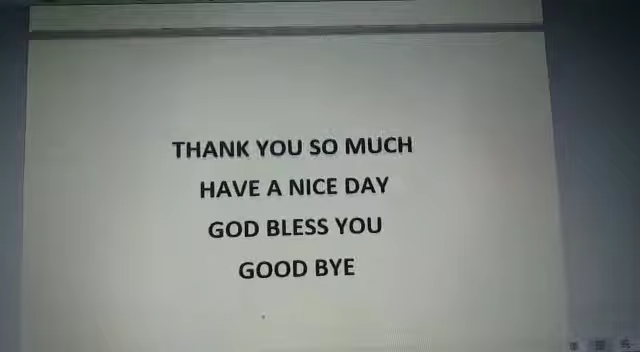 THANK YOU SO MUCH
HAVE A NICE DAY
GOD BLESS YOU
GOOD BYE